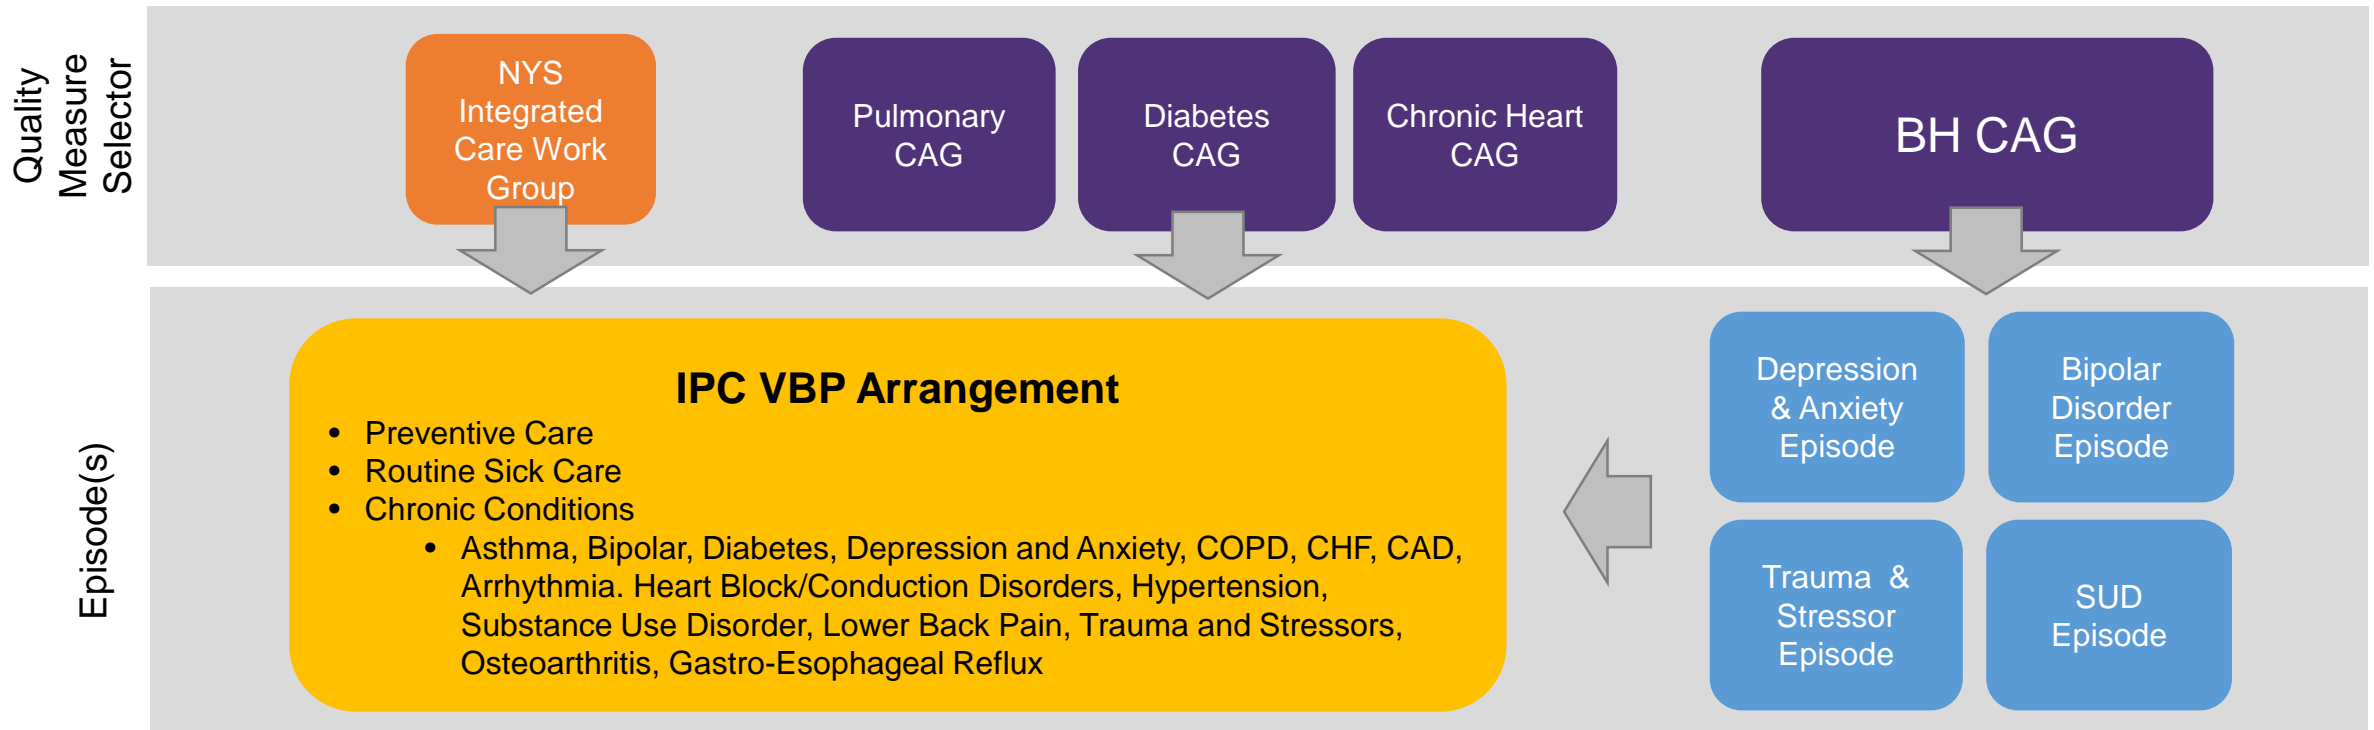 Quality
Measure
Selector
NYS
Integrated
Care Work
Group
Pulmonary
CAG
Diabetes
CAG
Chronic Heart
CAG
BH CAG
Episode(s)
IPC VBP Arrangement
• Preventive Care
• Routine Sick Care
• Chronic Conditions
• Asthma, Bipolar, Diabetes, Depression and Anxiety, COPD, CHF, CAD,
Arrhythmia. Heart Block/Conduction Disorders, Hypertension,
Substance Use Disorder, Lower Back Pain, Trauma and Stressors,
Osteoarthritis, Gastro-Esophageal Reflux
Depression
& Anxiety
Episode
Bipolar
Disorder
Episode
Trauma &
Stressor
Episode
SUD
Episode